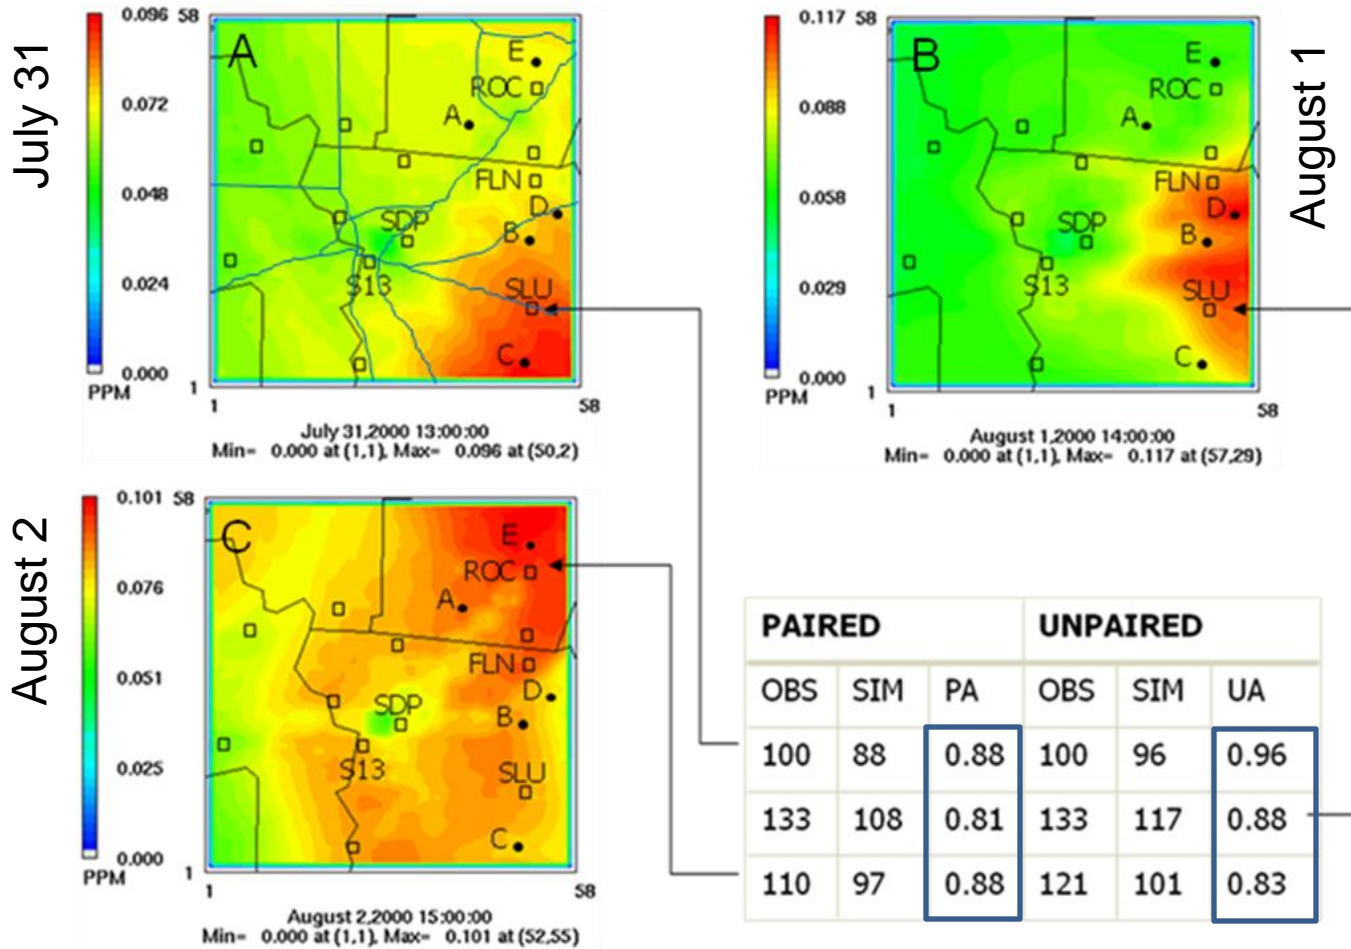 July 31
0.096
0.072
0.048
0.024
0.000
PPM
58
1
1
58
A
E
ROC
A
FLN
D
SDP
B
S13
SLU
C
July 31,2000 13:00:00
Min= 0.000 at (1,1), Max= 0.096 at (50,2)
August 1
0.117
0.088
0.058
0.029
0.000
PPM
58
1
1
58
B
E
ROC
A
FLN
D
SDP
B
S13
SLU
C
August 1,2000 14:00:00
Min= 0.000 at (1,1), Max= 0.117 at (57,29)
August 2
0.101
0.076
0.051
0.025
0.000
PPM
58
1
1
58
C
E
ROC
A
FLN
D
SDP
B
S13
SLU
C
August 2,2000 15:00:00
Min= 0.000 at (1,1), Max= 0.101 at (52,55)
PAIRED UNPAIRED
OBS SIM PA OBS SIM UA
100 88 0.88 100 96 0.96
133 108 0.81 133 117 0.88
110 97 0.88 121 101 0.83